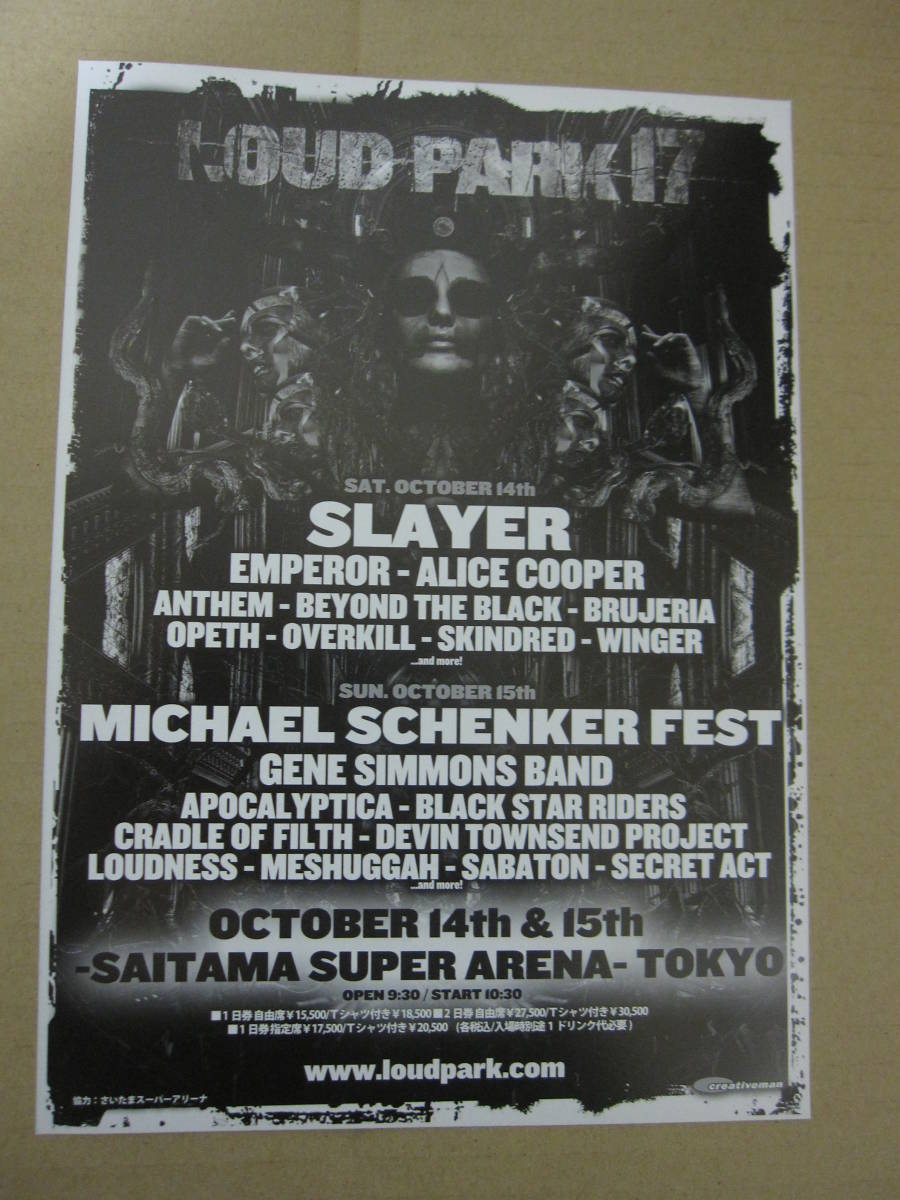 LOUD PARK 17
SAT. OCTOBER 14th
SLAYER
EMPEROR - ALICE COOPER
ANTHEM - BEYOND THE BLACK - BRUJERIA
OPETH - OVERKILL - SKINDRED - WINGER
...and more!
SUN. OCTOBER 15th
MICHAEL SCHENKER FEST
GENE SIMMONS BAND
APOCALYPTICA - BLACK STAR RIDERS
CRADLE OF FILTH - DEVIN TOWNSEND PROJECT
LOUDNESS - MESHUGGAH - SABATON - SECRET ACT
...and more!
OCTOBER 14th & 15th
-SAITAMA SUPER ARENA- TOKYO
OPEN 9:30 / START 10:30
■1日券自由席¥15,500/Tシャツ付き¥18,500■2日券自由席¥27,500/Tシャツ付き¥30,500
■1日券指定席¥17,500/Tシャツ付き¥20,500 (各税込/入場時別途1ドリンク代必要)
www.loudpark.com
creativeman
協力：さいたまスーパーアリーナ